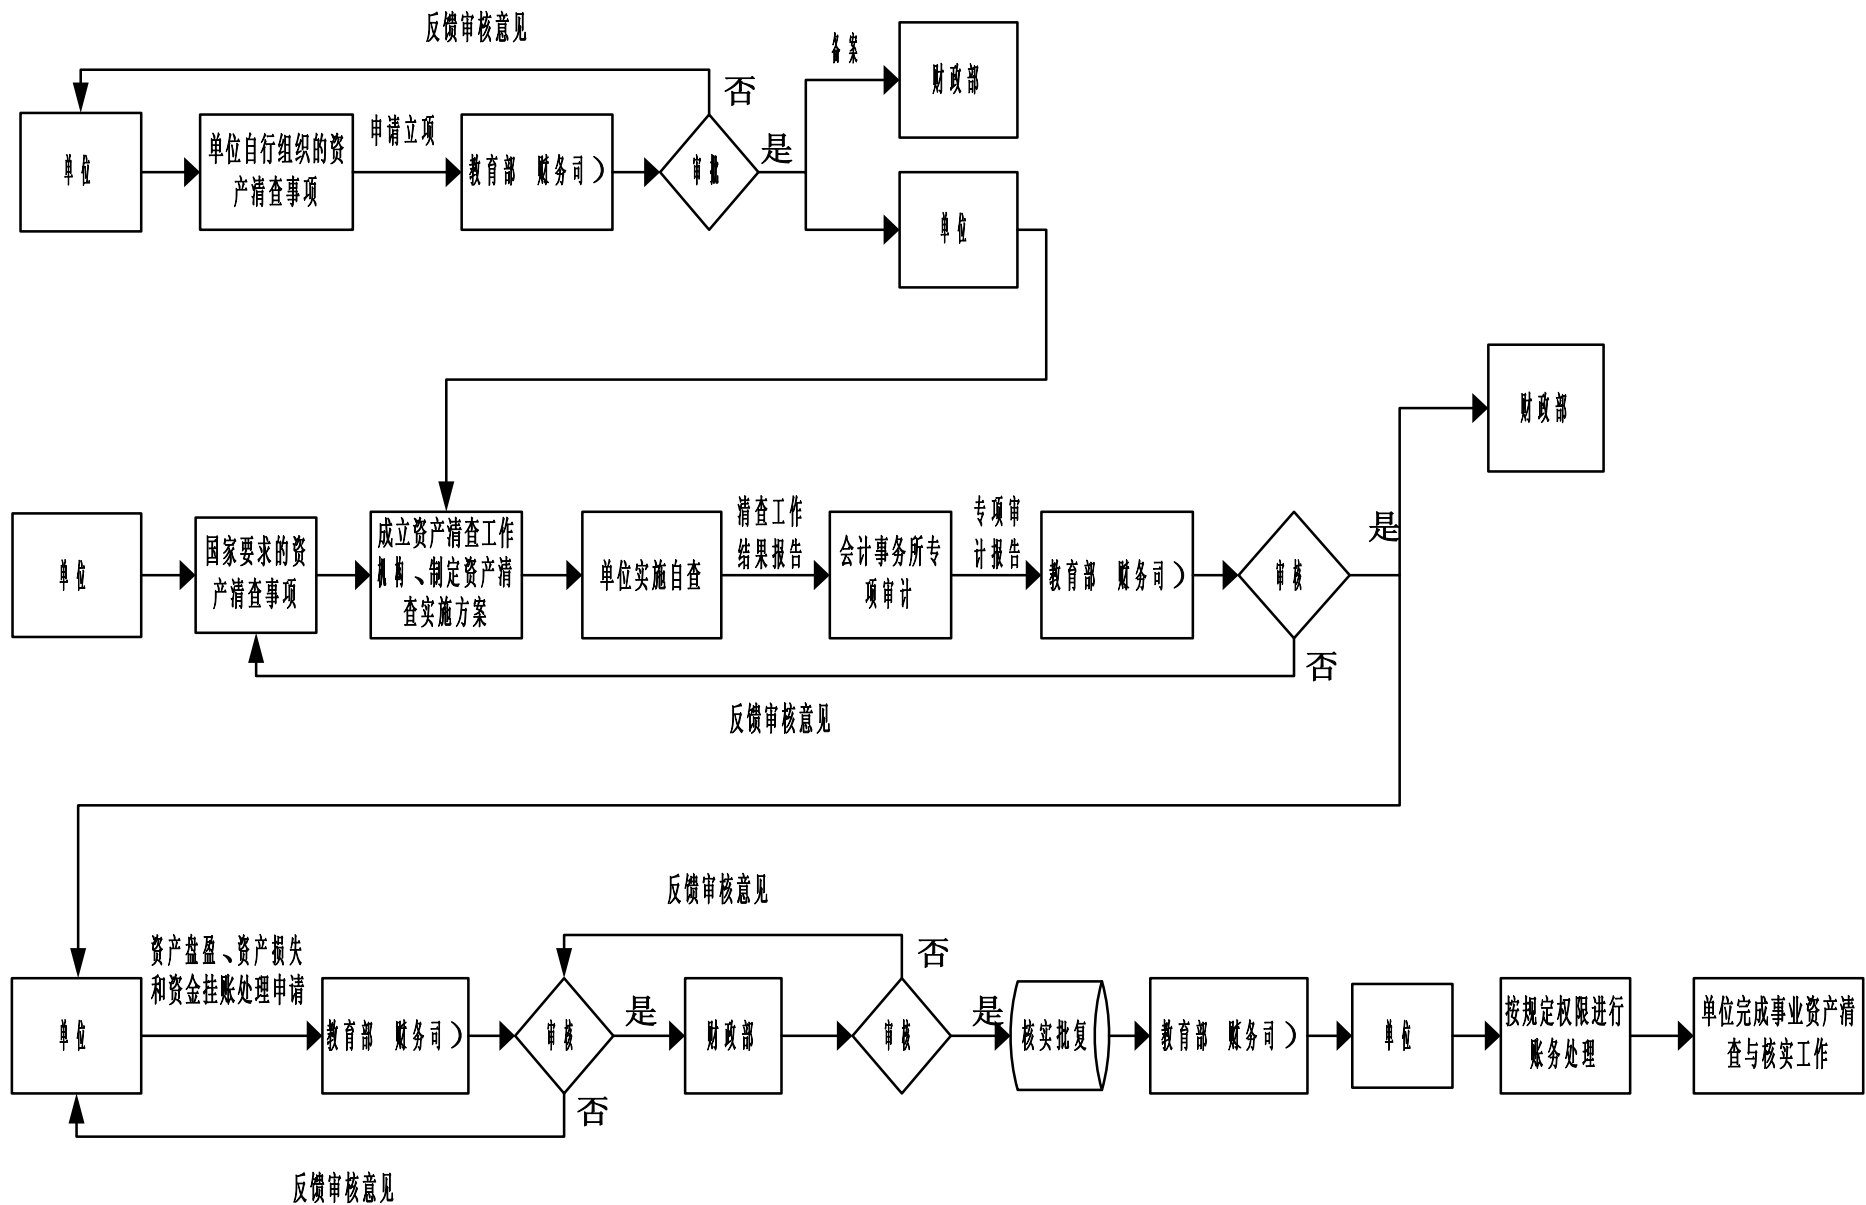 反馈审核意见
备案
财政部
否
单位
单位自行组织的资
产清查事项
申请立项
教育部 财务司）
审批
是
单位
财政部
单位
国家要求的资
产清查事项
成立资产清查工作
机构、制定资产清
查实施方案
单位实施自查
清查工作
结果报告
会计事务所专
项审计
专项审
计报告
教育部 财务司）
审核
是
否
反馈审核意见
反馈审核意见
单位
资产盘盈、资产损失
和资金挂账处理申请
教育部 财务司）
审核
是
否
财政部
审核
否
是
核实批复
教育部 财务司）
单位
按规定权限进行
账务处理
单位完成事业资产清
查与核实工作
反馈审核意见